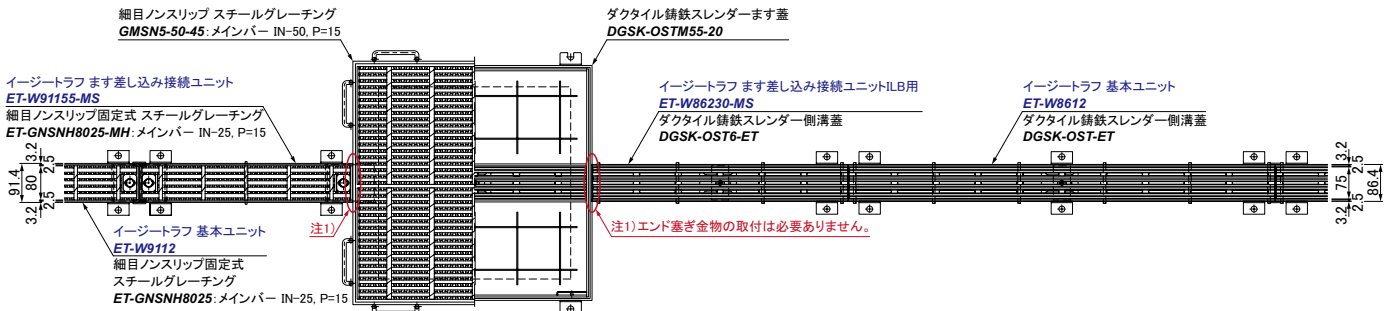 細目ノンスリップ スチールグレーチング
GMSN5-50-45:メインバー IN-50, P=15
ダクタイル鋳鉄スレンダーます蓋
DGSK-OSTM55-20
イージートラフ ます差し込み接続ユニット
ET-W91155-MS
細目ノンスリップ固定式 スチールグレーチング
ET-GNSNH8025-MH:メインバー IN-25, P=15
イージートラフ ます差し込み接続ユニットILB用
ET-W86230-MS
ダクタイル鋳鉄スレンダー側溝蓋
DGSK-OST6-ET
イージートラフ 基本ユニット
ET-W8612
ダクタイル鋳鉄スレンダー側溝蓋
DGSK-OST-ET
3.2
2.5
91.4
80
2.5
3.2
3.2
2.5
75
86.4
2.5
3.2
注1)
注1)エンド塞ぎ金物の取付は必要ありません。
イージートラフ 基本ユニット
ET-W9112
細目ノンスリップ固定式
スチールグレーチング
ET-GNSNH8025:メインバー IN-25, P=15